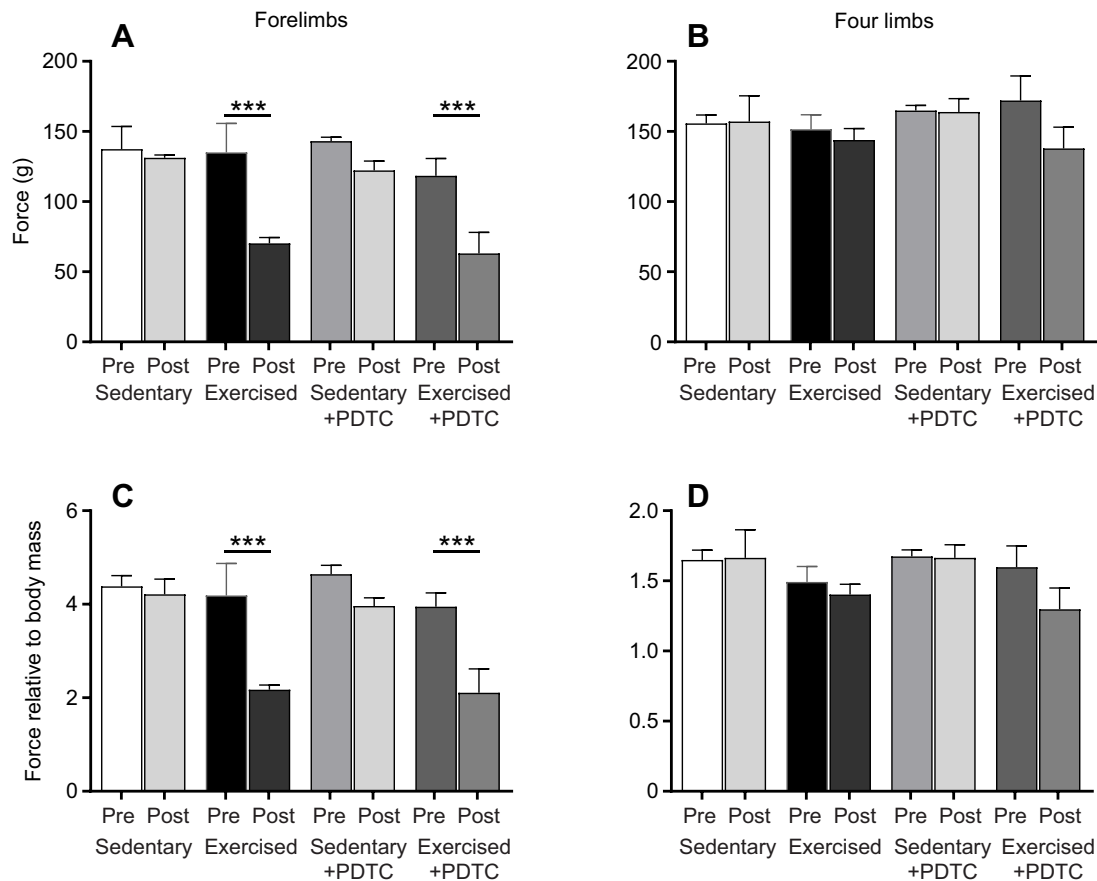 Forelimbs
A
Force (g)
200
150
100
50
0
***
***
Pre Post Pre Post Pre Post Pre Post
Sedentary Exercised Sedentary Exercised
+PDTC +PDTC
Four limbs
B
200
150
100
50
0
Pre Post Pre Post Pre Post Pre Post
Sedentary Exercised Sedentary Exercised
+PDTC +PDTC
C
Force relative to body mass
6
4
2
0
***
***
Pre Post Pre Post Pre Post Pre Post
Sedentary Exercised Sedentary Exercised
+PDTC +PDTC
D
2.0
1.5
1.0
0.5
0
Pre Post Pre Post Pre Post Pre Post
Sedentary Exercised Sedentary Exercised
+PDTC +PDTC